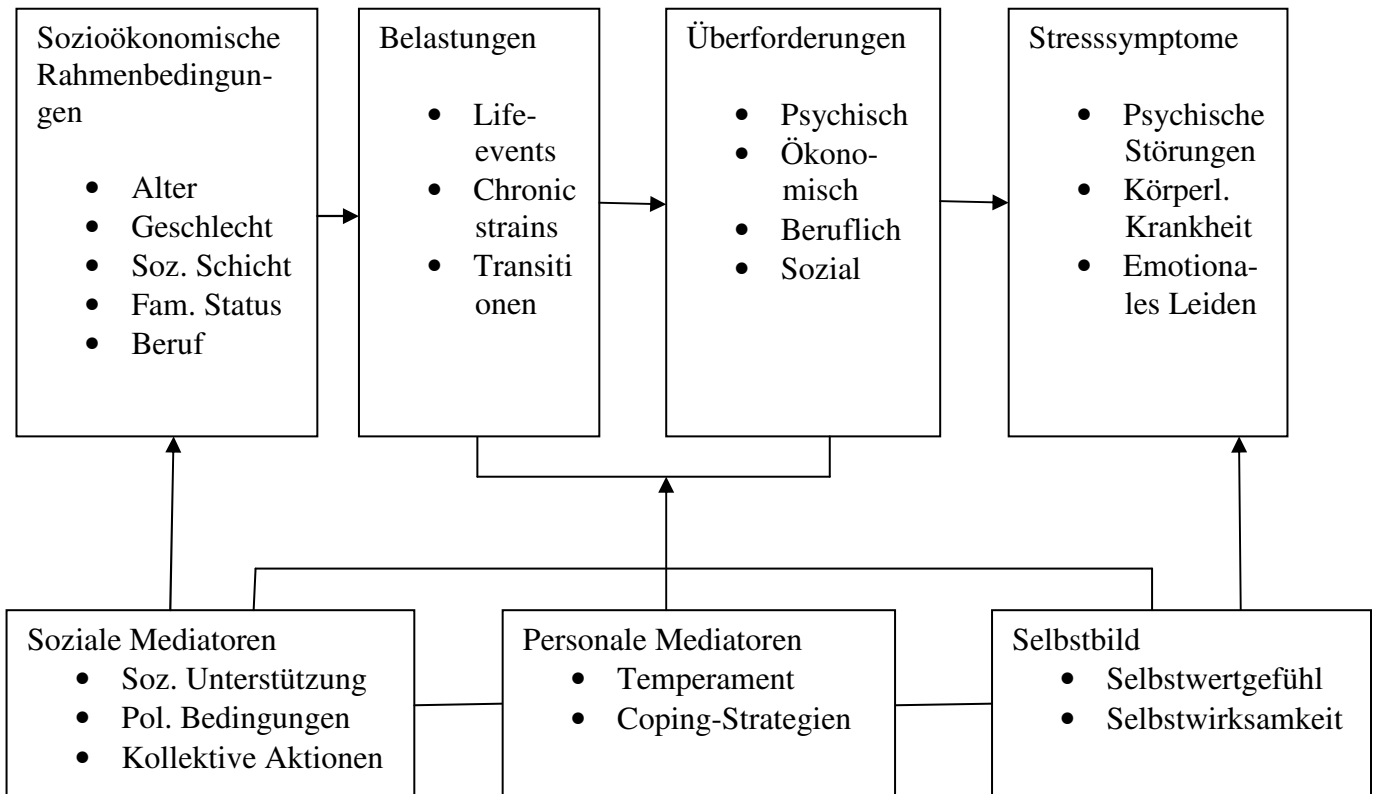 Sozioökonomische
Rahmenbedingun-
gen
• Alter
• Geschlecht
• Soz. Schicht
• Fam. Status
• Beruf
Belastungen
• Life-
events
• Chronic
strains
• Transiti
onen
Überforderungen
• Psychisch
• Ökono-
misch
• Beruflich
• Sozial
Stresssymptome
• Psychische
Störungen
• Körperl.
Krankheit
• Emotiona-
les Leiden
Soziale Mediatoren
• Soz. Unterstützung
• Pol. Bedingungen
• Kollektive Aktionen
Personale Mediatoren
• Temperament
• Coping-Strategien
Selbstbild
• Selbstwertgefühl
• Selbstwirksamkeit